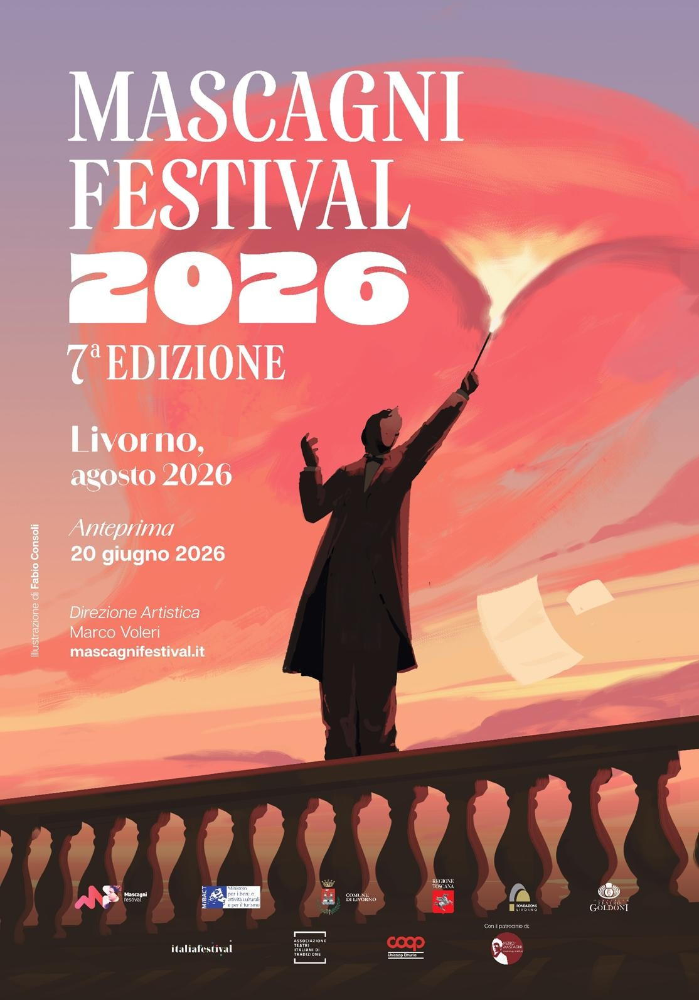 MASCAGNI
FESTIVAL
2026
7ª EDIZIONE
Livorno,
agosto 2026
Anteprima
20 giugno 2026
Direzione Artistica
Marco Voleri
mascagnifestival.it
Illustrazione di Fabio Consoli
Mascagni
festival
MiBACT
Ministero
per i beni e
attività culturali
e per il turismo
COMUNE
DI LIVORNO
REGIONE
TOSCANA
FONDAZIONE
LIVORNO
TEATRO
GOLDONI
italiafestival
ASSOCIAZIONE
TEATRI
ITALIANI DI
TRADIZIONE
coop
Unicoop Etruria
Con il patrocinio di:
PIETRO
MASCAGNI